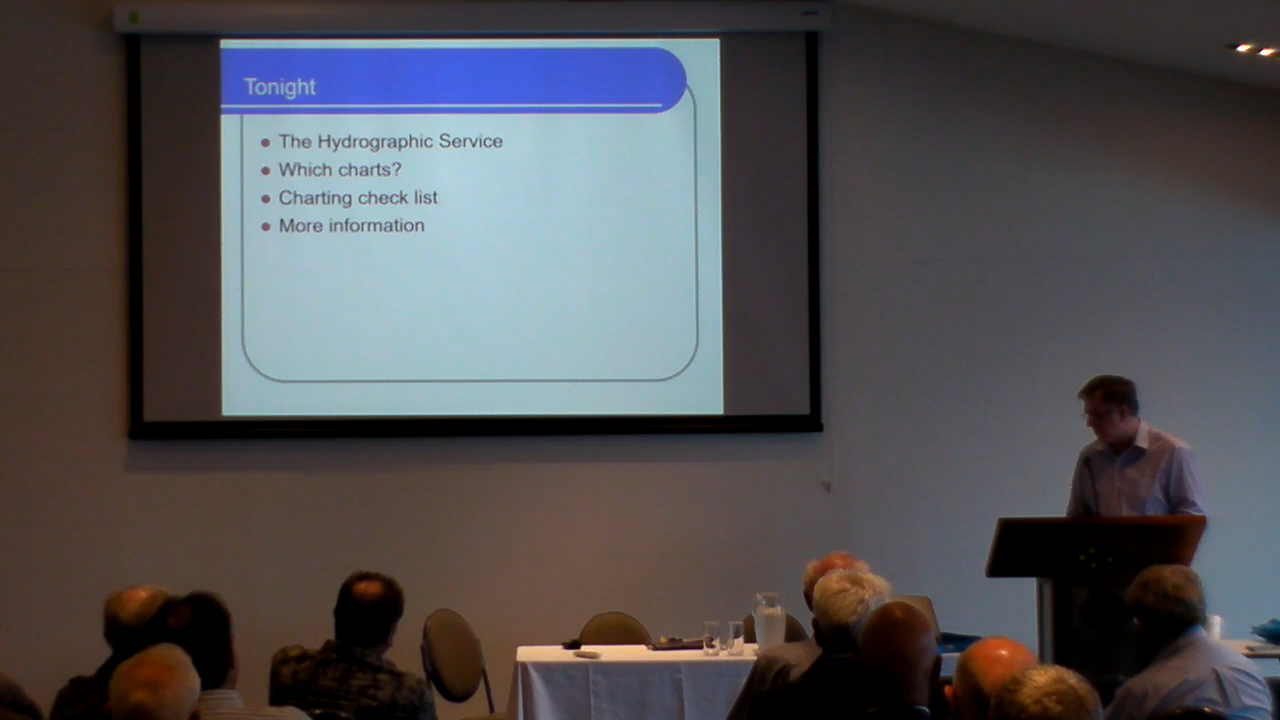 Tonight
The Hydrographic Service
Which charts?
Charting check list
More information